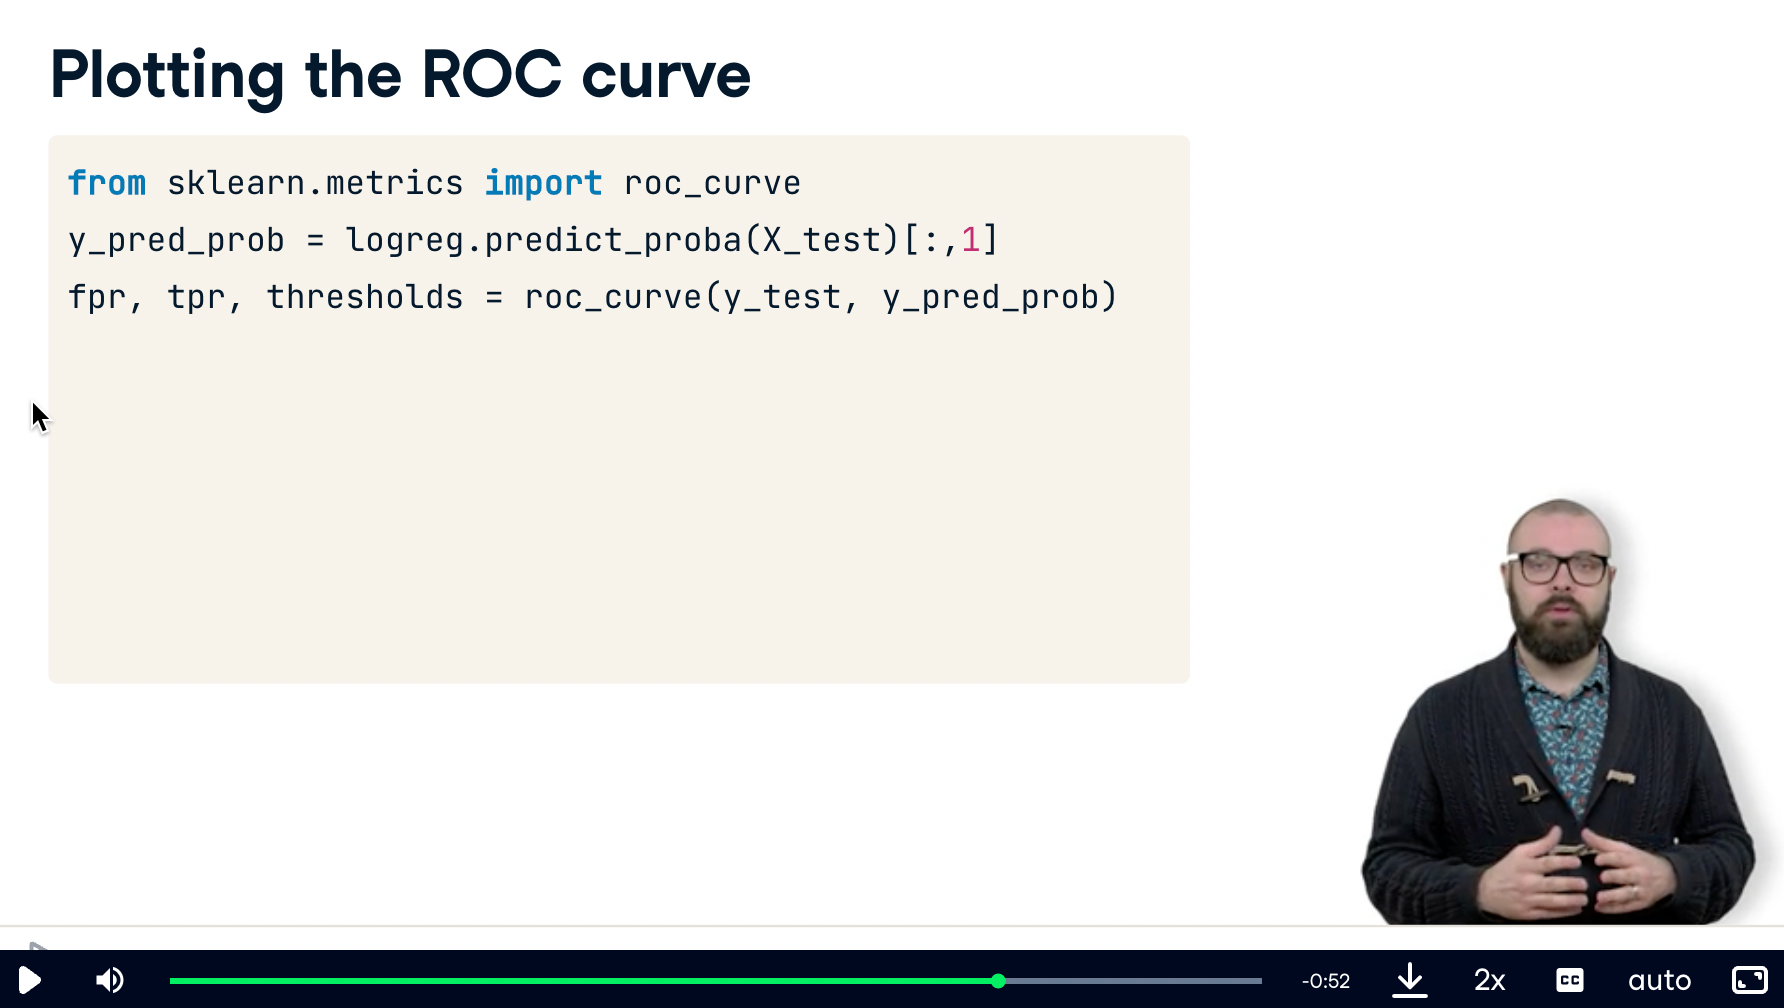 Plotting the ROC curve
from sklearn.metrics import roc_curve
y_pred_prob = logreg.predict_proba(X_test)[:,1]
fpr, tpr, thresholds = roc_curve(y_test, y_pred_prob)
-0:52
2x
CC
auto